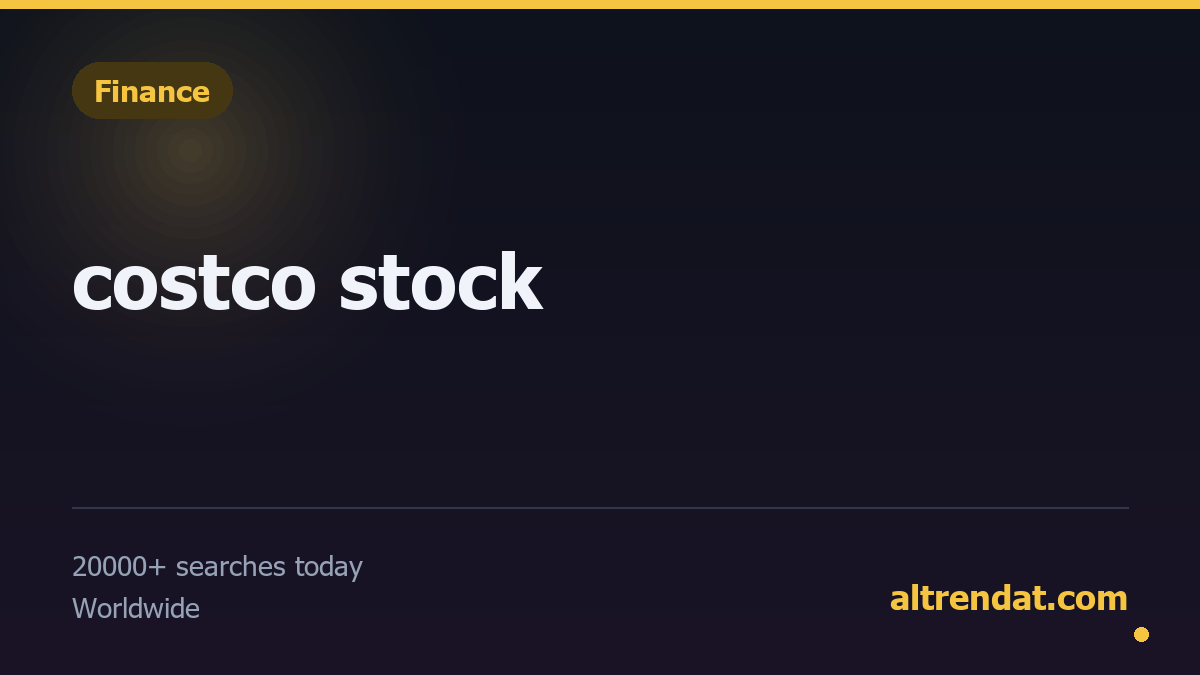 Finance
costco stock
20000+ searches today
Worldwide
altrendat.com